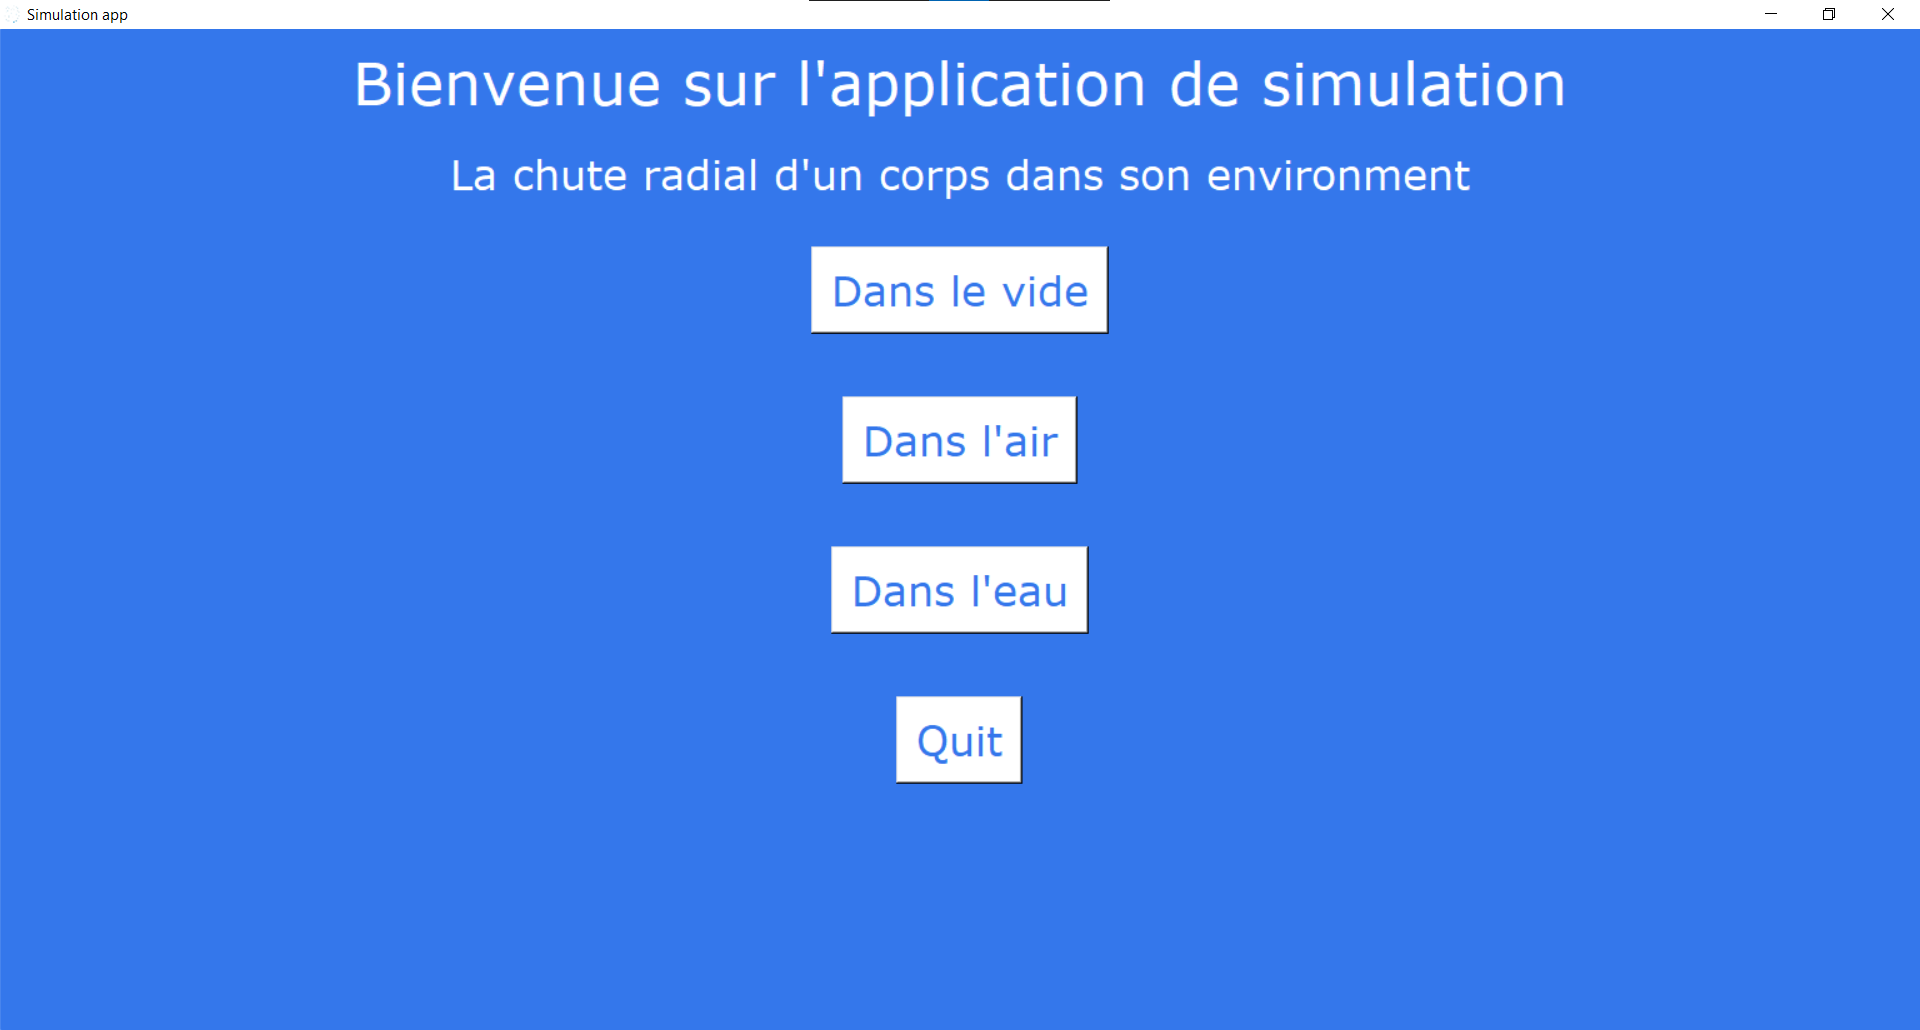 Simulation app
Bienvenue sur l'application de simulation
La chute radial d'un corps dans son environment
Dans le vide
Dans l'air
Dans l'eau
Quit